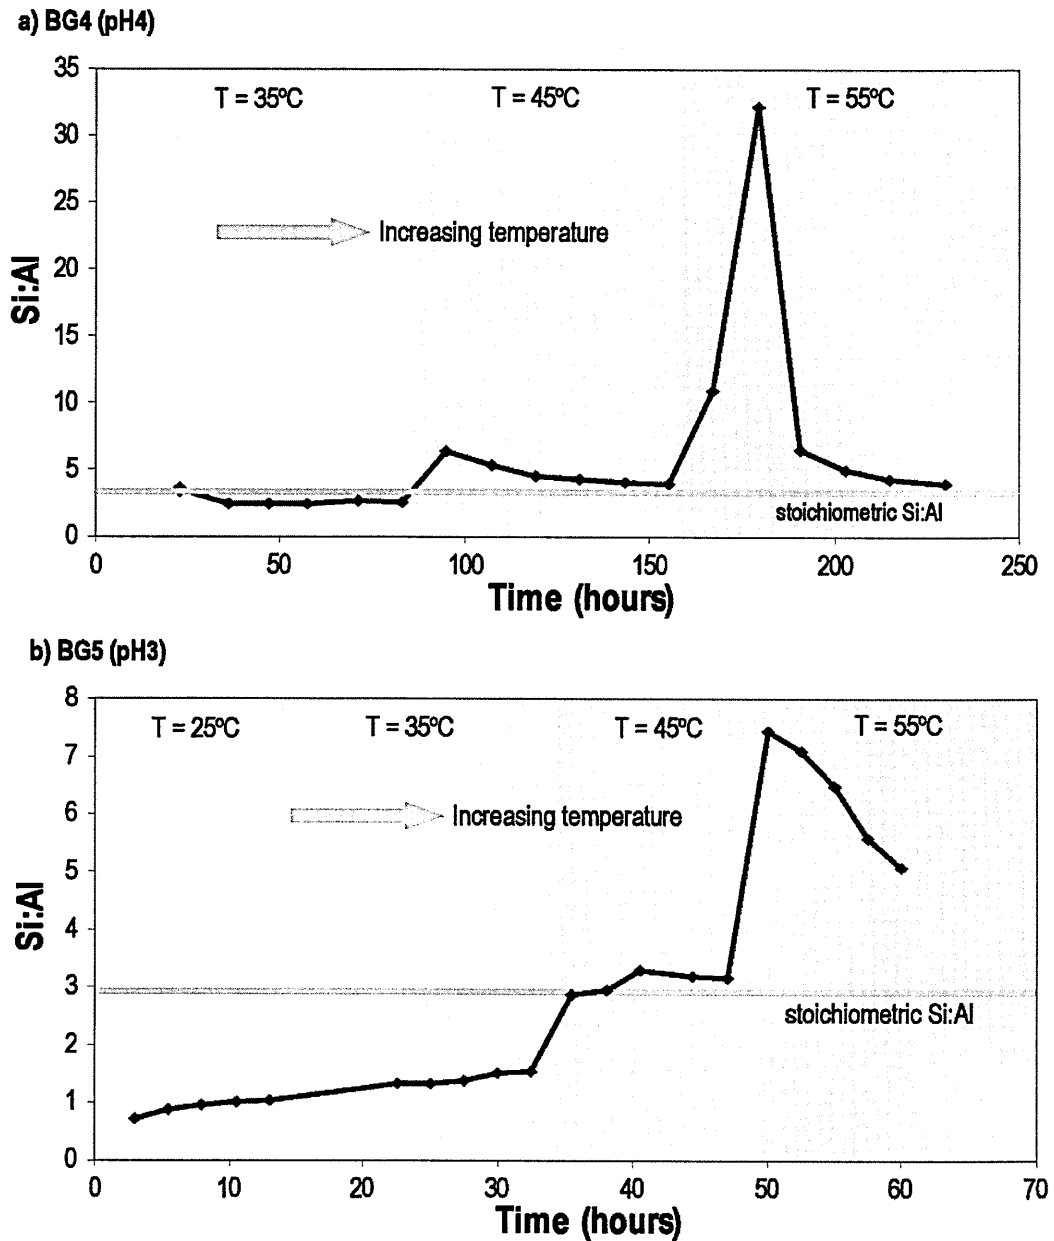 a) BG4 (pH4)
35
T = 35ºC T = 45ºC T = 55ºC
30
25
Increasing temperature
20
Si:Al
15
10
5
stoichiometric Si:Al
0
0 50 100 150 200 250
Time (hours)
b) BG5 (pH3)
8
T = 25ºC T = 35ºC T = 45ºC T = 55ºC
7
6
Increasing temperature
5
Si:Al
4
3
stoichiometric Si:Al
2
1
0
0 10 20 30 40 50 60 70
Time (hours)